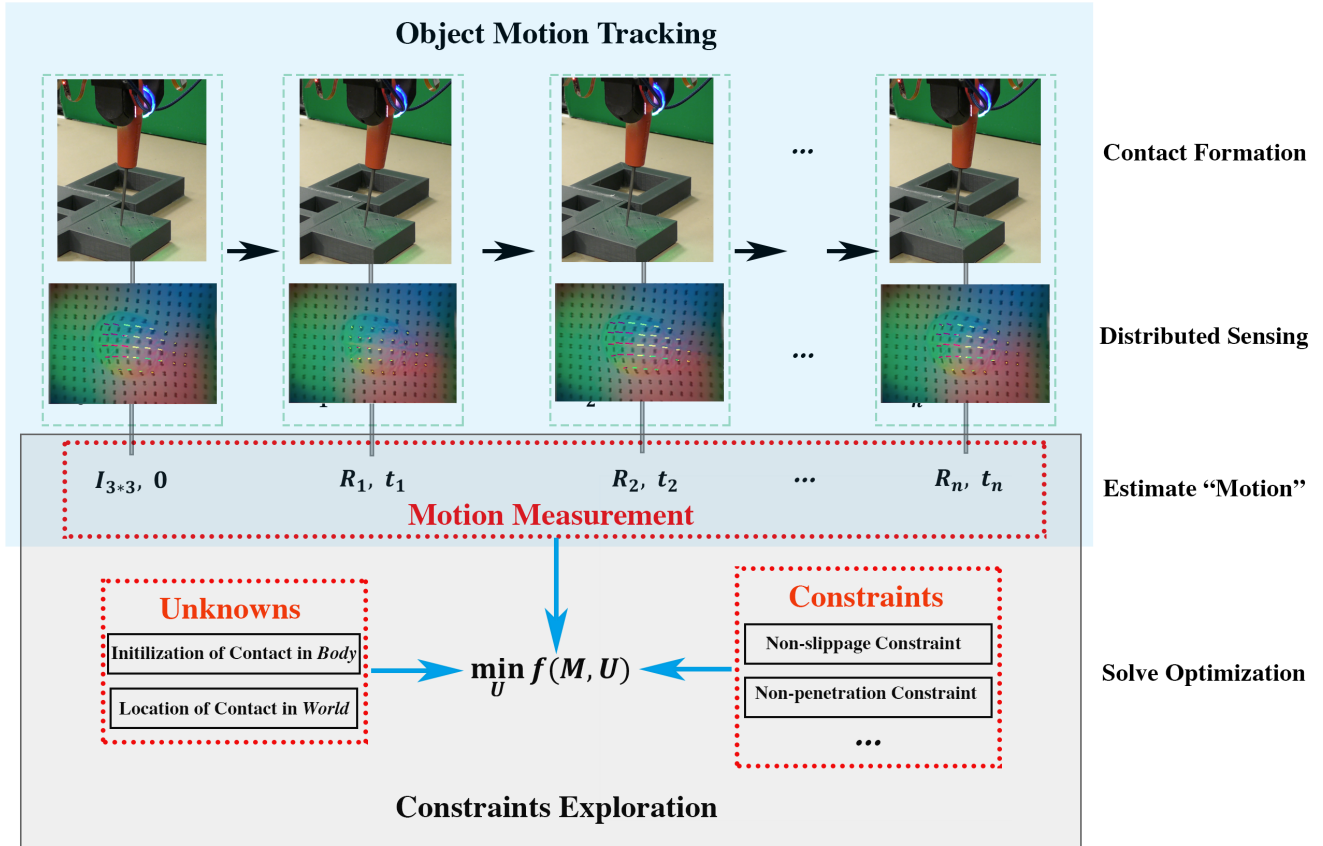 Object Motion Tracking
... Contact Formation
... Distributed Sensing
1 2 n
I₃*₃, 0 R₁, t₁ R₂, t₂ ... Rₙ, tₙ Estimate “Motion”
Motion Measurement
Unknowns
Initilization of Contact in Body
Location of Contact in World
min f(M, U)
U
Constraints
Non-slippage Constraint
Non-penetration Constraint
...
Solve Optimization
Constraints Exploration